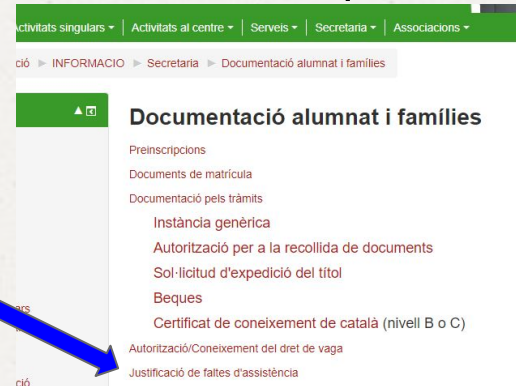 Activitats singulars Activitats al centre Serveis Secretaria Associacions
ció INFORMACIO Secretaria Documentació alumnat i famílies
Documentació alumnat i famílies
Preinscripcions
Documents de matrícula
Documentació pels tràmits
Instància genèrica
Autorització per a la recollida de documents
Sol·licitud d'expedició del títol
Beques
Certificat de coneixement de català (nivell B o C)
ars
Autorització/Coneixement del dret de vaga
Justificació de faltes d'assistència
ció